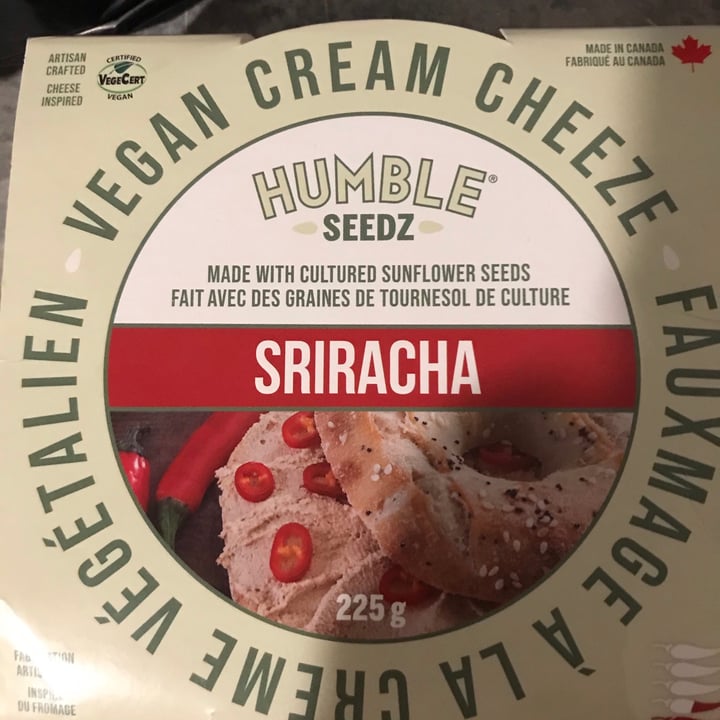 ARTISAN
CRAFTED
CHEESE
INSPIRED
CERTIFIED
VEGECERT
VEGAN
MADE IN CANADA
FABRIQUÉ AU CANADA
VEGAN CREAM CHEEZE
FAUXMAGE À LA CRÈME VÉGÉTALIEN
HUMBLE®
SEEDZ
MADE WITH CULTURED SUNFLOWER SEEDS
FAIT AVEC DES GRAINES DE TOURNESOL DE CULTURE
SRIRACHA
225 g
DU FROMAGE